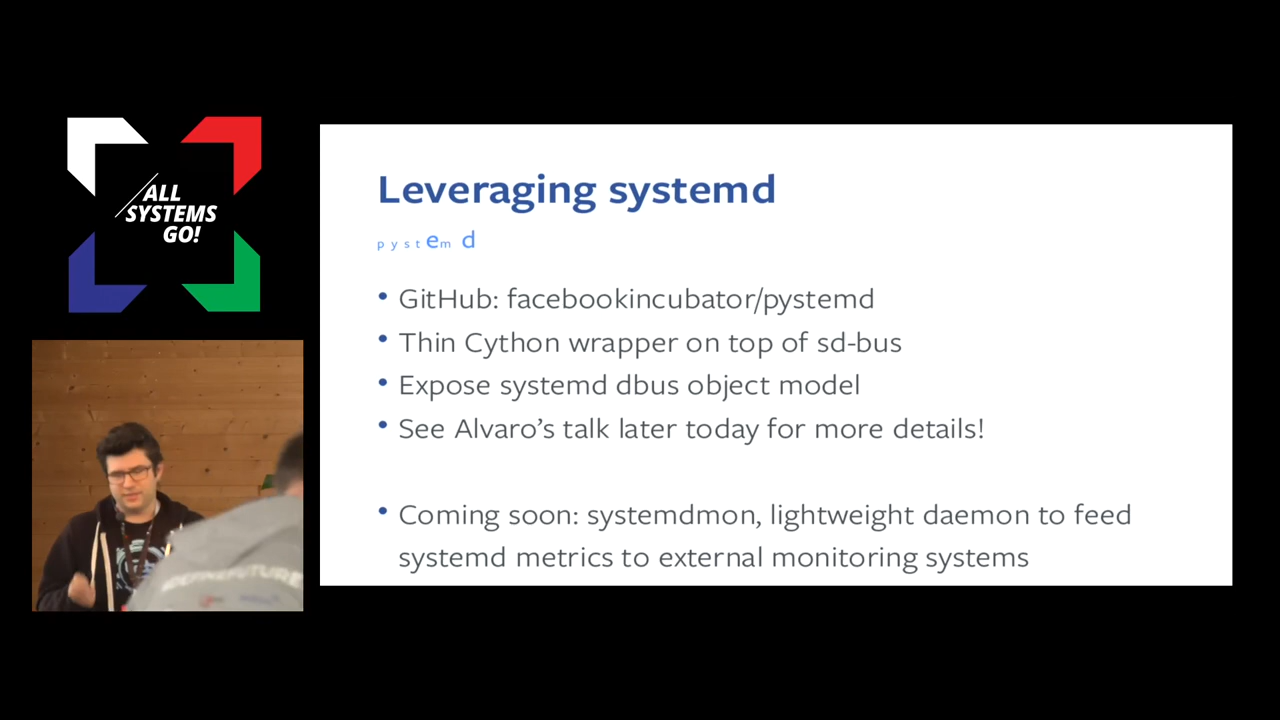 ALL
SYSTEMS
GO!
Leveraging systemd
pystemd
• GitHub: facebookincubator/pystemd
• Thin Cython wrapper on top of sd-bus
• Expose systemd dbus object model
• See Alvaro’s talk later today for more details!
• Coming soon: systemdmon, lightweight daemon to feed
systemd metrics to external monitoring systems